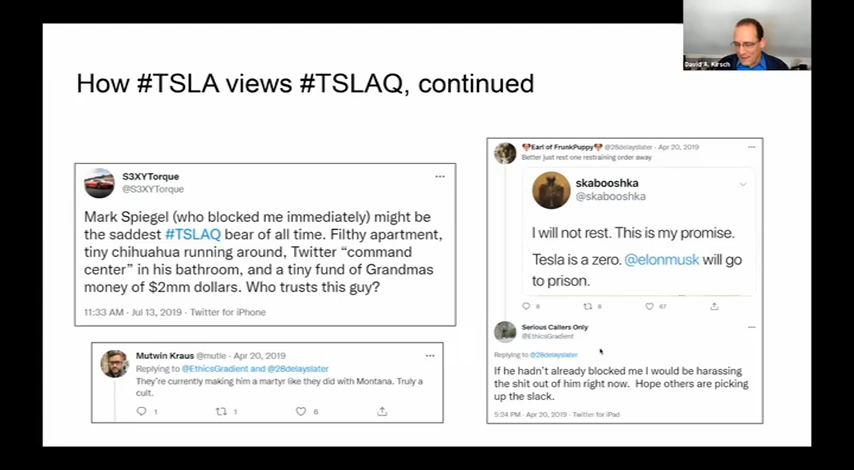 David A. Kirsch
How #TSLA views #TSLAQ, continued
S3XYTorque
@S3XYTorque
Mark Spiegel (who blocked me immediately) might be
the saddest #TSLAQ bear of all time. Filthy apartment,
tiny chihuahua running around, Twitter “command
center” in his bathroom, and a tiny fund of Grandmas
money of $2mm dollars. Who trusts this guy?
11:33 AM · Jul 13, 2019 · Twitter for iPhone
Mutwin Kraus @mutle · Apr 20, 2019
Replying to @EthicsGradient and @28delayslater
They're currently making him a martyr like they did with Montana. Truly a
cult.
1 1 6
Earl of FrunkPuppy @28delayslater · Apr 20, 2019
Better just rest one restraining order away
skabooshka
@skabooshka
I will not rest. This is my promise.
Tesla is a zero. @elonmusk will go
to prison.
8 8 67
Serious Callers Only
@EthicsGradient
Replying to @28delayslater
If he hadn't already blocked me I would be harassing
the shit out of him right now. Hope others are picking
up the slack.
5:24 PM · Apr 20, 2019 · Twitter for iPad